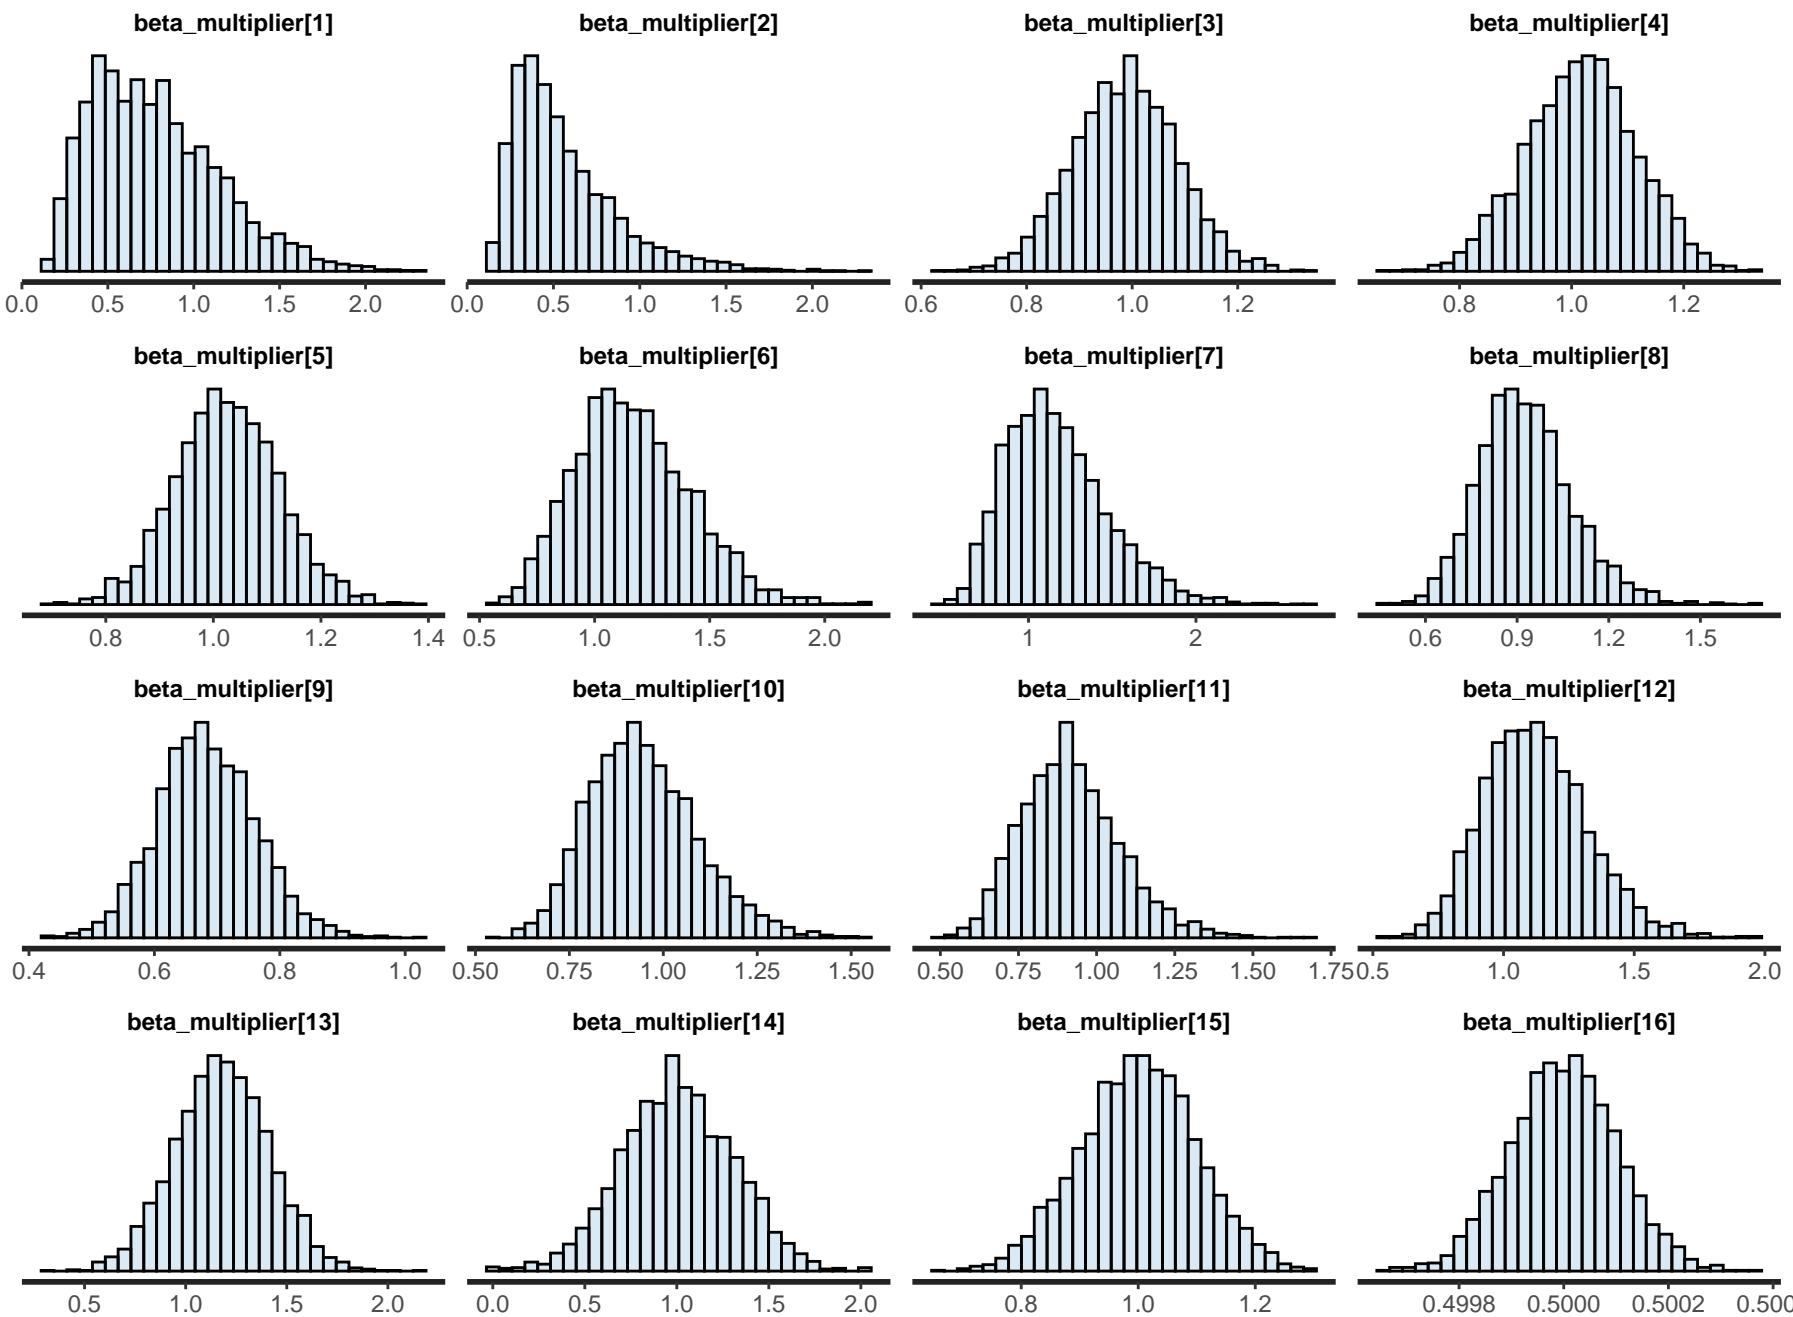 beta_multiplier[1] beta_multiplier[2] beta_multiplier[3] beta_multiplier[4]
0.0 0.5 1.0 1.5 2.0 0.0 0.5 1.0 1.5 2.0 0.6 0.8 1.0 1.2 0.8 1.0 1.2
beta_multiplier[5] beta_multiplier[6] beta_multiplier[7] beta_multiplier[8]
0.8 1.0 1.2 1.4 0.5 1.0 1.5 2.0 1 2 0.6 0.9 1.2 1.5
beta_multiplier[9] beta_multiplier[10] beta_multiplier[11] beta_multiplier[12]
0.4 0.6 0.8 1.0 0.50 0.75 1.00 1.25 1.50 0.50 0.75 1.00 1.25 1.50 1.75 0.5 1.0 1.5 2.0
beta_multiplier[13] beta_multiplier[14] beta_multiplier[15] beta_multiplier[16]
0.5 1.0 1.5 2.0 0.0 0.5 1.0 1.5 2.0 0.8 1.0 1.2 0.4998 0.5000 0.5002